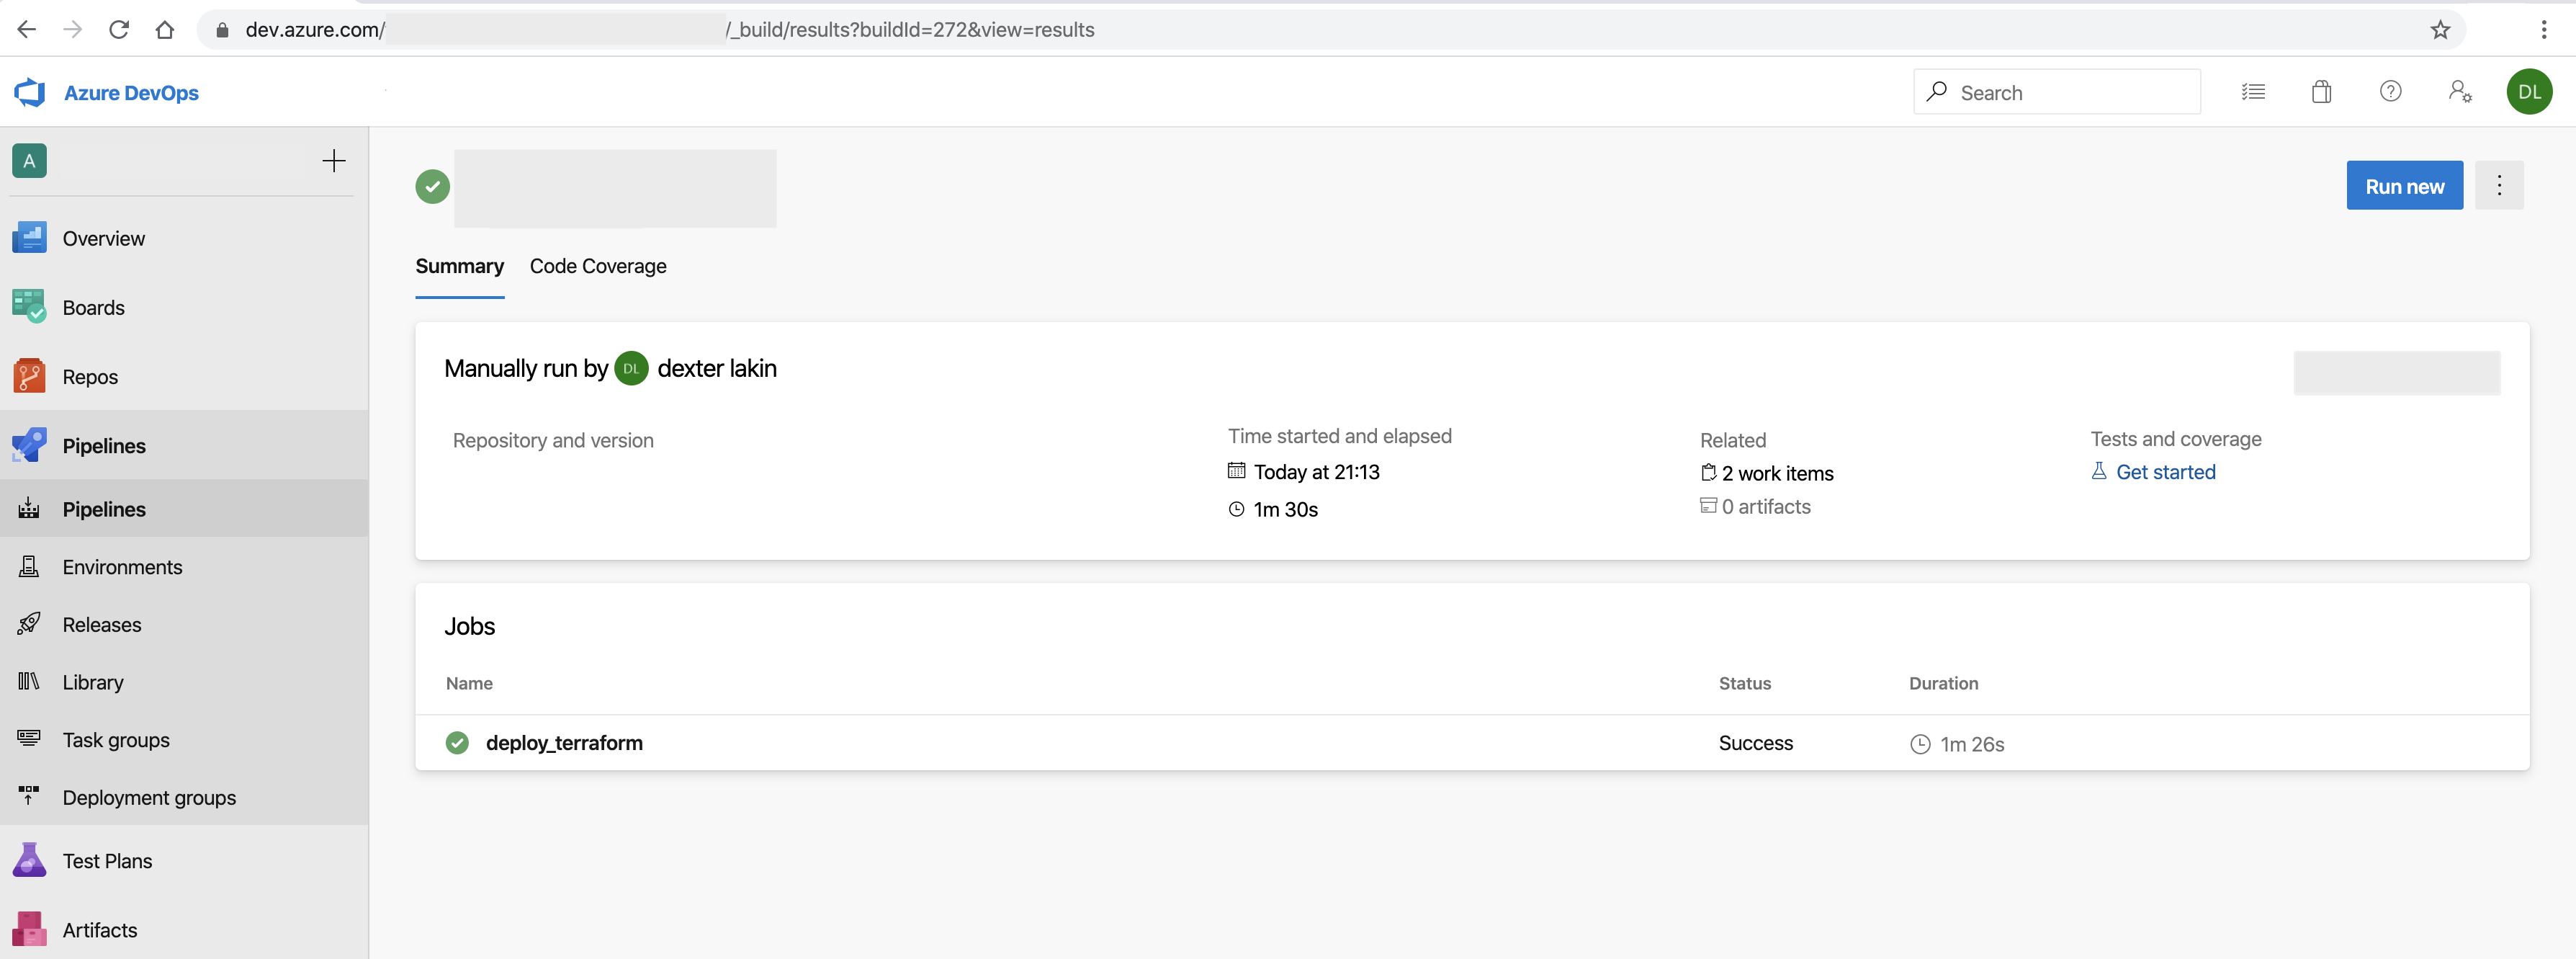 dev.azure.com/ /_build/results?buildId=272&view=results
Azure DevOps
Search
DL
A
Overview
Boards
Repos
Pipelines
Pipelines
Environments
Releases
Library
Task groups
Deployment groups
Test Plans
Artifacts
Run new
Summary Code Coverage
Manually run by DL dexter lakin
Repository and version
Time started and elapsed
Today at 21:13
1m 30s
Related
2 work items
0 artifacts
Tests and coverage
Get started
Jobs
Name Status Duration
deploy_terraform Success 1m 26s